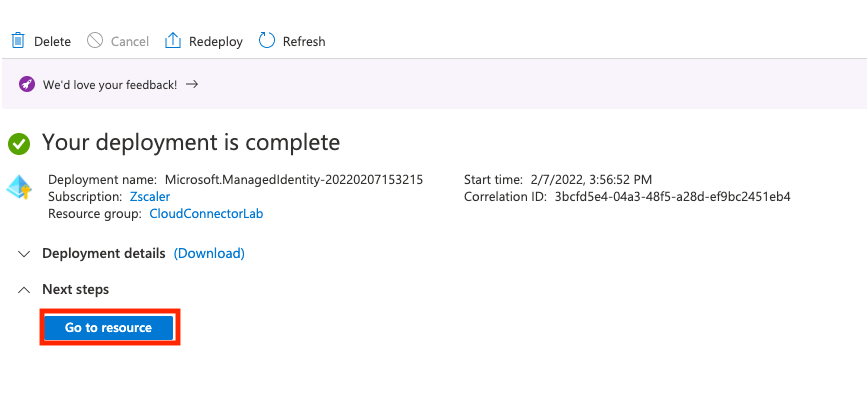 Delete Cancel Redeploy Refresh
We'd love your feedback! →
Your deployment is complete
Deployment name: Microsoft.ManagedIdentity-20220207153215 Start time: 2/7/2022, 3:56:52 PM
Subscription: Zscaler Correlation ID: 3bcfd5e4-04a3-48f5-a28d-ef9bc2451eb4
Resource group: CloudConnectorLab
Deployment details (Download)
Next steps
Go to resource